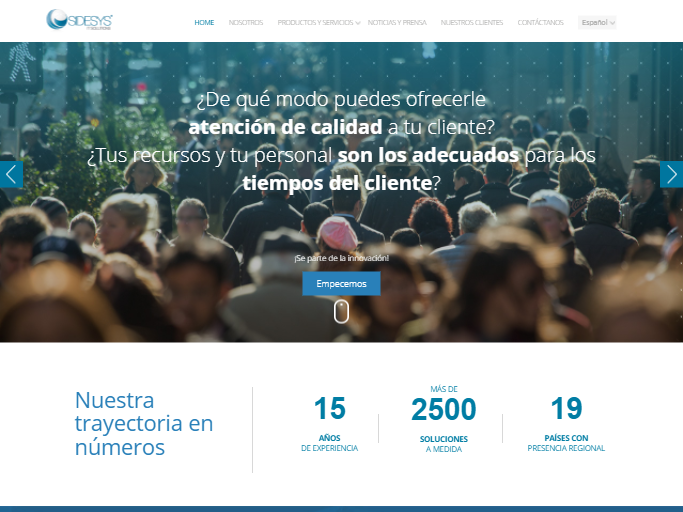 SIDESYS
IT SOLUTIONS
HOME NOSOTROS PRODUCTOS Y SERVICIOS NOTICIAS Y PRENSA NUESTROS CLIENTES CONTÁCTANOS Español
¿De qué modo puedes ofrecerle
atención de calidad a tu cliente?
¿Tus recursos y tu personal son los adecuados para los
tiempos del cliente?
¡Se parte de la innovación!
Empecemos
Nuestra
trayectoria en
números
15
AÑOS
DE EXPERIENCIA
MÁS DE
2500
SOLUCIONES
A MEDIDA
19
PAÍSES CON
PRESENCIA REGIONAL